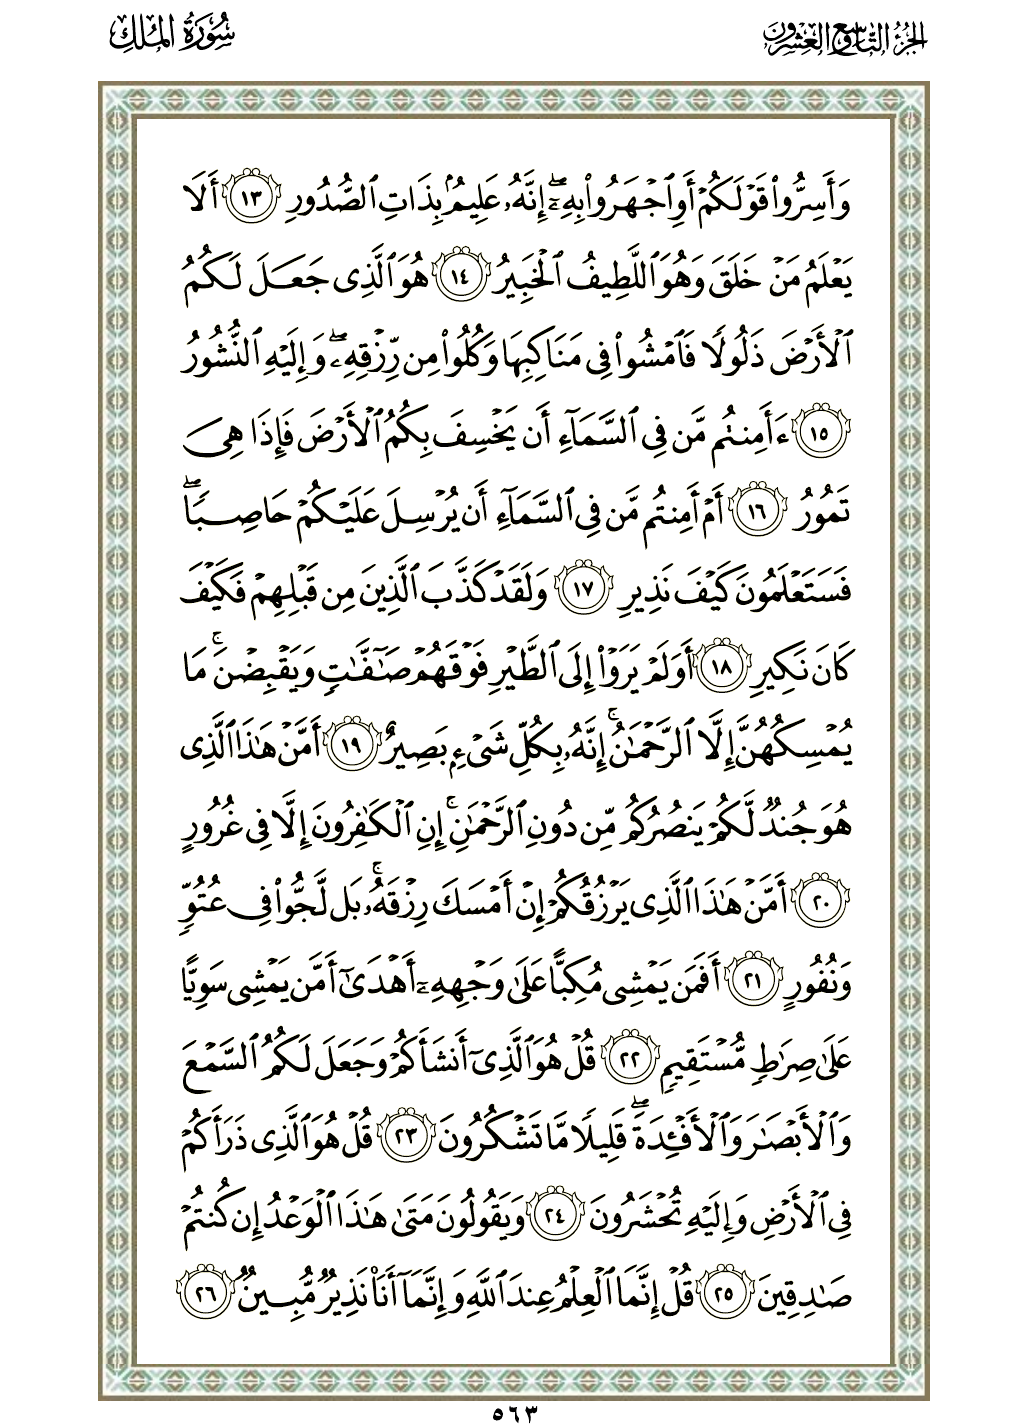 الجزء التاسع والعشرون
سُورَةُ المُلكِ
وَأَسِرُّوا۟ قَوْلَكُمْ أَوِ ٱجْهَرُوا۟ بِهِۦٓ ۖ إِنَّهُۥ عَلِيمٌۢ بِذَاتِ ٱلصُّدُورِ ١٣ أَلَا
يَعْلَمُ مَنْ خَلَقَ وَهُوَ ٱللَّطِيفُ ٱلْخَبِيرُ ١٤ هُوَ ٱلَّذِى جَعَلَ لَكُمُ
ٱلْأَرْضَ ذَلُولًا فَٱمْشُوا۟ فِى مَنَاكِبِهَا وَكُلُوا۟ مِن رِّزْقِهِۦ ۖ وَإِلَيْهِ ٱلنُّشُورُ
١٥ ءَأَمِنتُم مَّن فِى ٱلسَّمَآءِ أَن يَخْسِفَ بِكُمُ ٱلْأَرْضَ فَإِذَا هِىَ
تَمُورُ ١٦ أَمْ أَمِنتُم مَّن فِى ٱلسَّمَآءِ أَن يُرْسِلَ عَلَيْكُمْ حَاصِبًا ۖ
فَسَتَعْلَمُونَ كَيْفَ نَذِيرِ ١٧ وَلَقَدْ كَذَّبَ ٱلَّذِينَ مِن قَبْلِهِمْ فَكَيْفَ
كَانَ نَكِيرِ ١٨ أَوَلَمْ يَرَوْا۟ إِلَى ٱلطَّيْرِ فَوْقَهُمْ صَـٰٓفَّـٰتٍ وَيَقْبِضْنَ ۚ مَا
يُمْسِكُهُنَّ إِلَّا ٱلرَّحْمَـٰنُ ۚ إِنَّهُۥ بِكُلِّ شَىْءٍۭ بَصِيرٌ ١٩ أَمَّنْ هَـٰذَا ٱلَّذِى
هُوَ جُندٌ لَّكُمْ يَنصُرُكُم مِّن دُونِ ٱلرَّحْمَـٰنِ ۚ إِنِ ٱلْكَـٰفِرُونَ إِلَّا فِى غُرُورٍ
٢٠ أَمَّنْ هَـٰذَا ٱلَّذِى يَرْزُقُكُمْ إِنْ أَمْسَكَ رِزْقَهُۥ ۚ بَل لَّجُّوا۟ فِى عُتُوٍّ
وَنُفُورٍ ٢١ أَفَمَن يَمْشِى مُكِبًّا عَلَىٰ وَجْهِهِۦٓ أَهْدَىٰٓ أَمَّن يَمْشِى سَوِيًّا
عَلَىٰ صِرَٰطٍ مُّسْتَقِيمٍ ٢٢ قُلْ هُوَ ٱلَّذِىٓ أَنشَأَكُمْ وَجَعَلَ لَكُمُ ٱلسَّمْعَ
وَٱلْأَبْصَـٰرَ وَٱلْأَفْـِٔدَةَ ۖ قَلِيلًا مَّا تَشْكُرُونَ ٢٣ قُلْ هُوَ ٱلَّذِى ذَرَأَكُمْ
فِى ٱلْأَرْضِ وَإِلَيْهِ تُحْشَرُونَ ٢٤ وَيَقُولُونَ مَتَىٰ هَـٰذَا ٱلْوَعْدُ إِن كُنتُمْ
صَـٰدِقِينَ ٢٥ قُلْ إِنَّمَا ٱلْعِلْمُ عِندَ ٱللَّهِ وَإِنَّمَآ أَنَا۠ نَذِيرٌ مُّبِينٌ ٢٦
٥٦٣